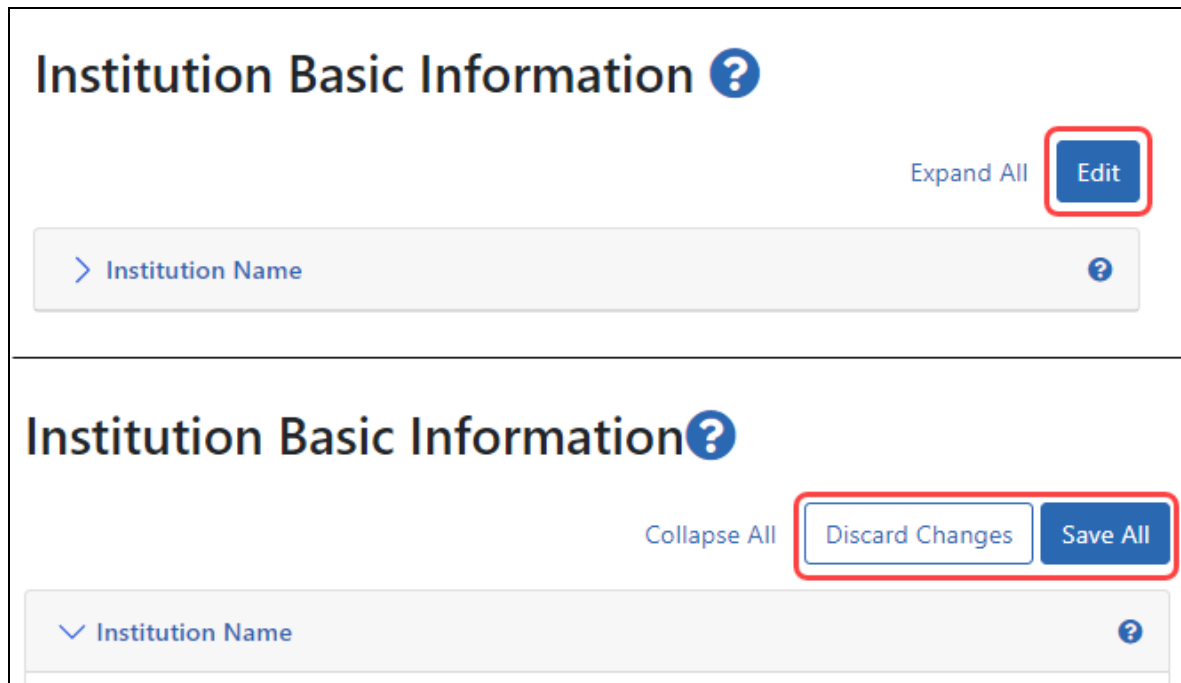 Institution Basic Information ?
Expand All Edit
Institution Name ?
Institution Basic Information?
Collapse All Discard Changes Save All
Institution Name ?